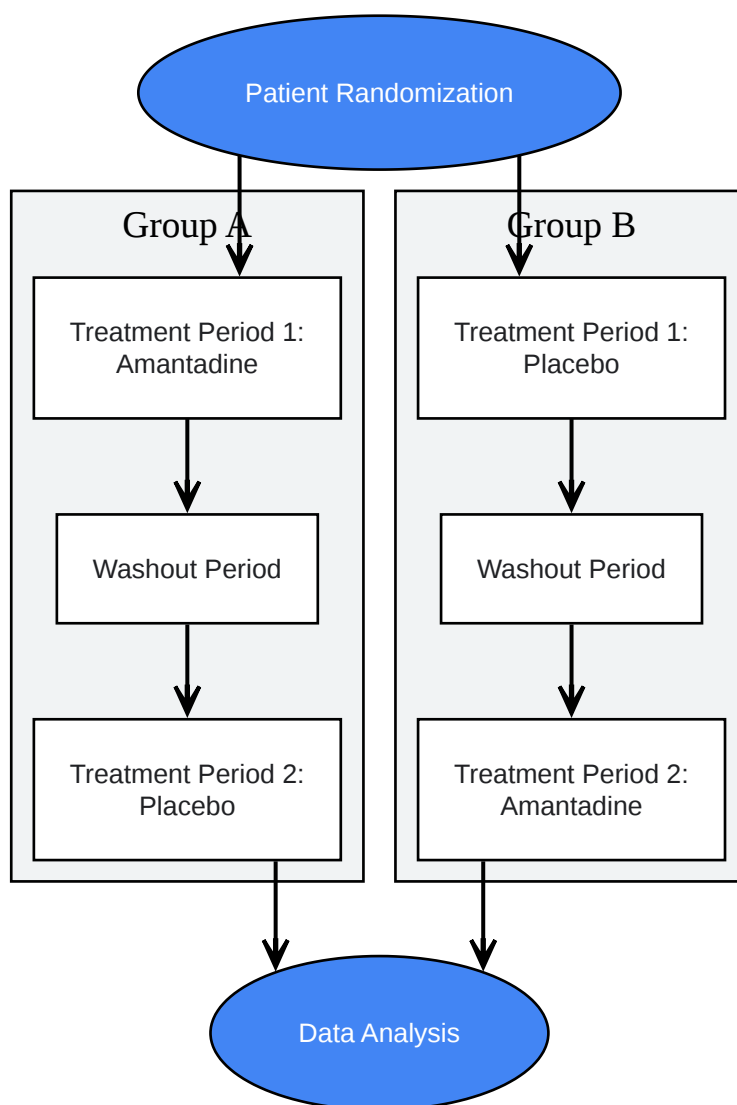 Patient Randomization
Group A
Treatment Period 1:
Amantadine
Washout Period
Treatment Period 2:
Placebo
Group B
Treatment Period 1:
Placebo
Washout Period
Treatment Period 2:
Amantadine
Data Analysis